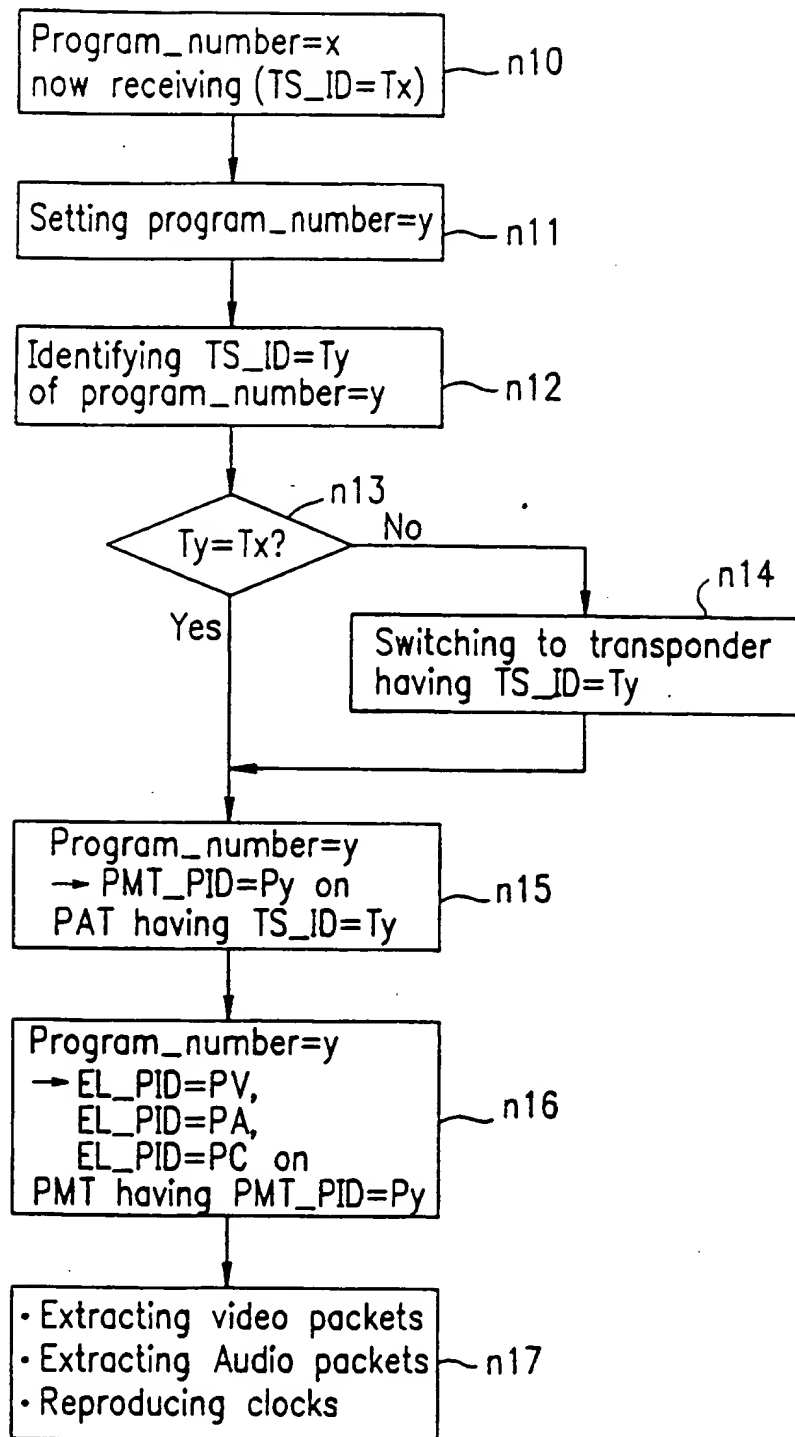 Program_number=x
now receiving (TS_ID=Tx)
n10
Setting program_number=y
n11
Identifying TS_ID=Ty
of program_number=y
n12
n13
Ty=Tx?
No
Yes
n14
Switching to transponder
having TS_ID=Ty
Program_number=y
→ PMT_PID=Py on
PAT having TS_ID=Ty
n15
Program_number=y
→ EL_PID=PV,
EL_PID=PA,
EL_PID=PC on
PMT having PMT_PID=Py
n16
· Extracting video packets
· Extracting Audio packets
· Reproducing clocks
n17